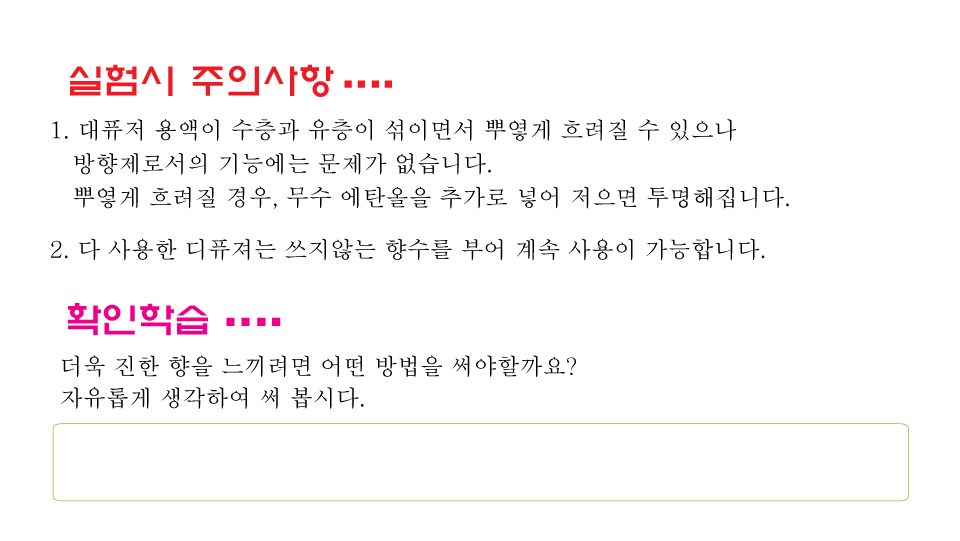 실험시 주의사항 ....
1. 대퓨저 용액이 수층과 유층이 섞이면서 뿌옇게 흐려질 수 있으나
방향제로서의 기능에는 문제가 없습니다.
뿌옇게 흐려질 경우, 무수 에탄올을 추가로 넣어 저으면 투명해집니다.
2. 다 사용한 디퓨져는 쓰지않는 향수를 부어 계속 사용이 가능합니다.
확인학습 ....
더욱 진한 향을 느끼려면 어떤 방법을 써야할까요?
자유롭게 생각하여 써 봅시다.